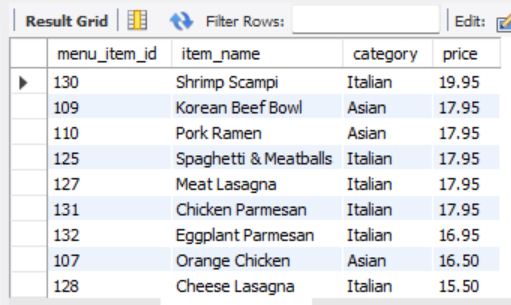 Result Grid Filter Rows: Edit:
menu_item_id item_name category price
130 Shrimp Scampi Italian 19.95
109 Korean Beef Bowl Asian 17.95
110 Pork Ramen Asian 17.95
125 Spaghetti & Meatballs Italian 17.95
127 Meat Lasagna Italian 17.95
131 Chicken Parmesan Italian 17.95
132 Eggplant Parmesan Italian 16.95
107 Orange Chicken Asian 16.50
128 Cheese Lasagna Italian 15.50